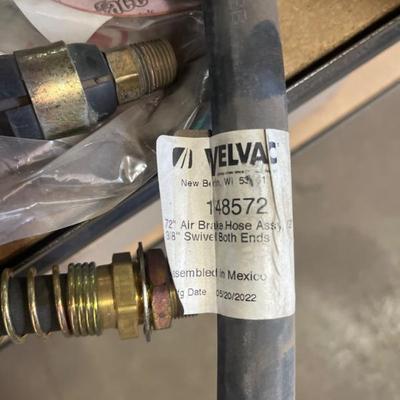 VELVAC
New Berlin, WI 53151
148572
72" Air Brake Hose Assy
3/8" Swivel Both Ends
Assembled in Mexico
Date 05/20/2022